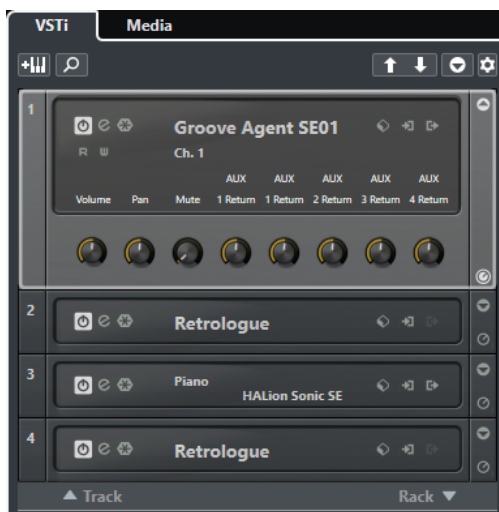 VSTi Media
1
Groove Agent SE01
R W
Ch. 1
AUX AUX AUX AUX AUX
Volume Pan Mute 1 Return 1 Return 2 Return 3 Return 4 Return
2
Retrologue
3
Piano
HALion Sonic SE
4
Retrologue
Track Rack